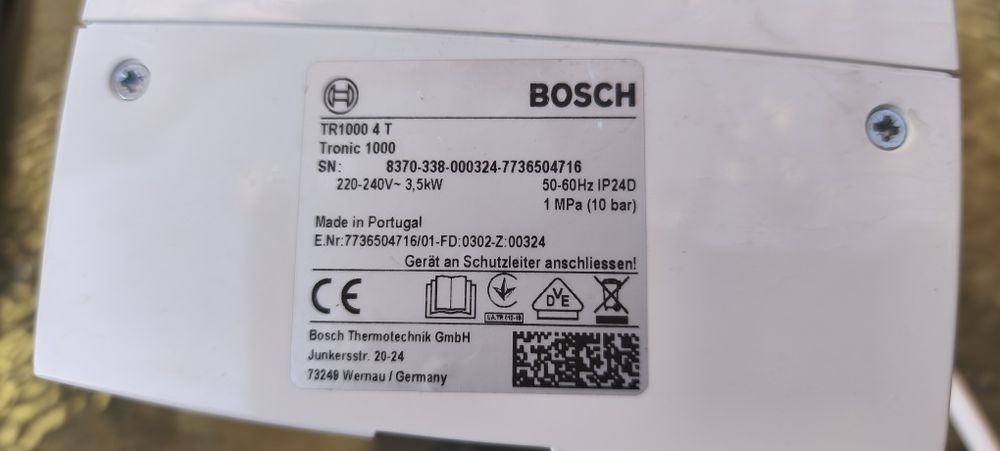 BOSCH
TR1000 4 T
Tronic 1000
SN: 8370-338-000324-7736504716
220-240V~ 3,5kW 50-60Hz IP24D
1 MPa (10 bar)
Made in Portugal
E.Nr:7736504716/01-FD:0302-Z:00324
Gerät an Schutzleiter anschliessen!
CE
DVE
Bosch Thermotechnik GmbH
Junkersstr. 20-24
73249 Wernau / Germany